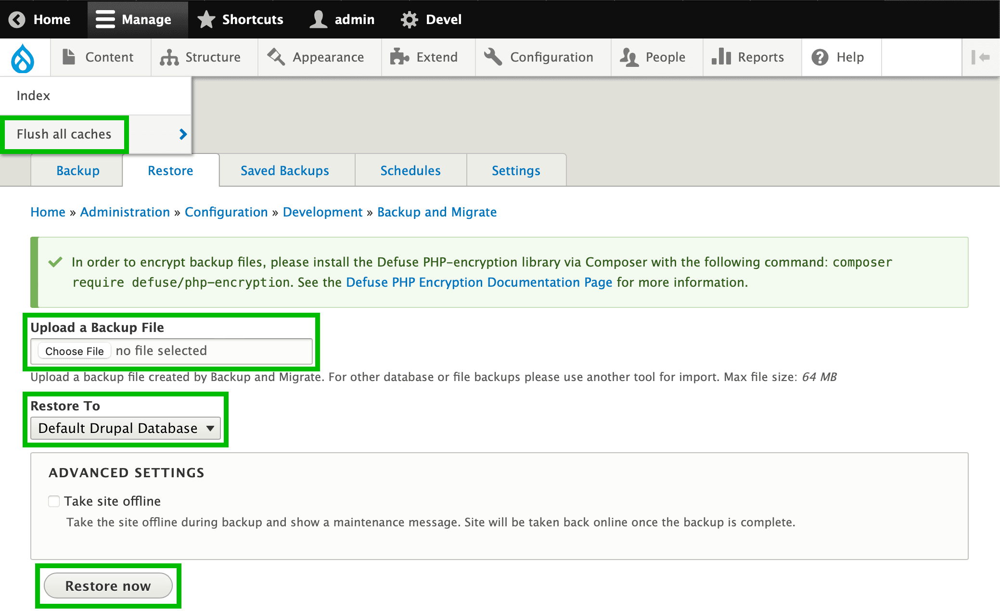 Home Manage Shortcuts admin Devel
Content Structure Appearance Extend Configuration People Reports Help
Index
Flush all caches
Backup Restore Saved Backups Schedules Settings
Home » Administration » Configuration » Development » Backup and Migrate
In order to encrypt backup files, please install the Defuse PHP-encryption library via Composer with the following command: composer
require defuse/php-encryption. See the Defuse PHP Encryption Documentation Page for more information.
Upload a Backup File
Choose File no file selected
Upload a backup file created by Backup and Migrate. For other database or file backups please use another tool for import. Max file size: 64 MB
Restore To
Default Drupal Database
ADVANCED SETTINGS
Take site offline
Take the site offline during backup and show a maintenance message. Site will be taken back online once the backup is complete.
Restore now